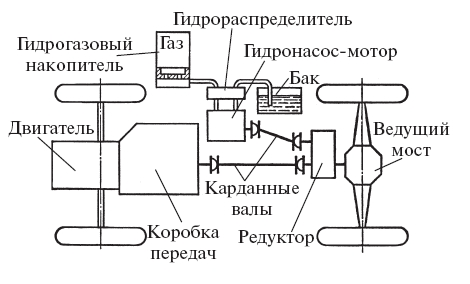 Гидрораспределитель
Гидрогазовый
накопитель
Газ
Гидронасос-мотор
Бак
Двигатель
Ведущий
мост
Карданные
валы
Коробка
передач
Редуктор